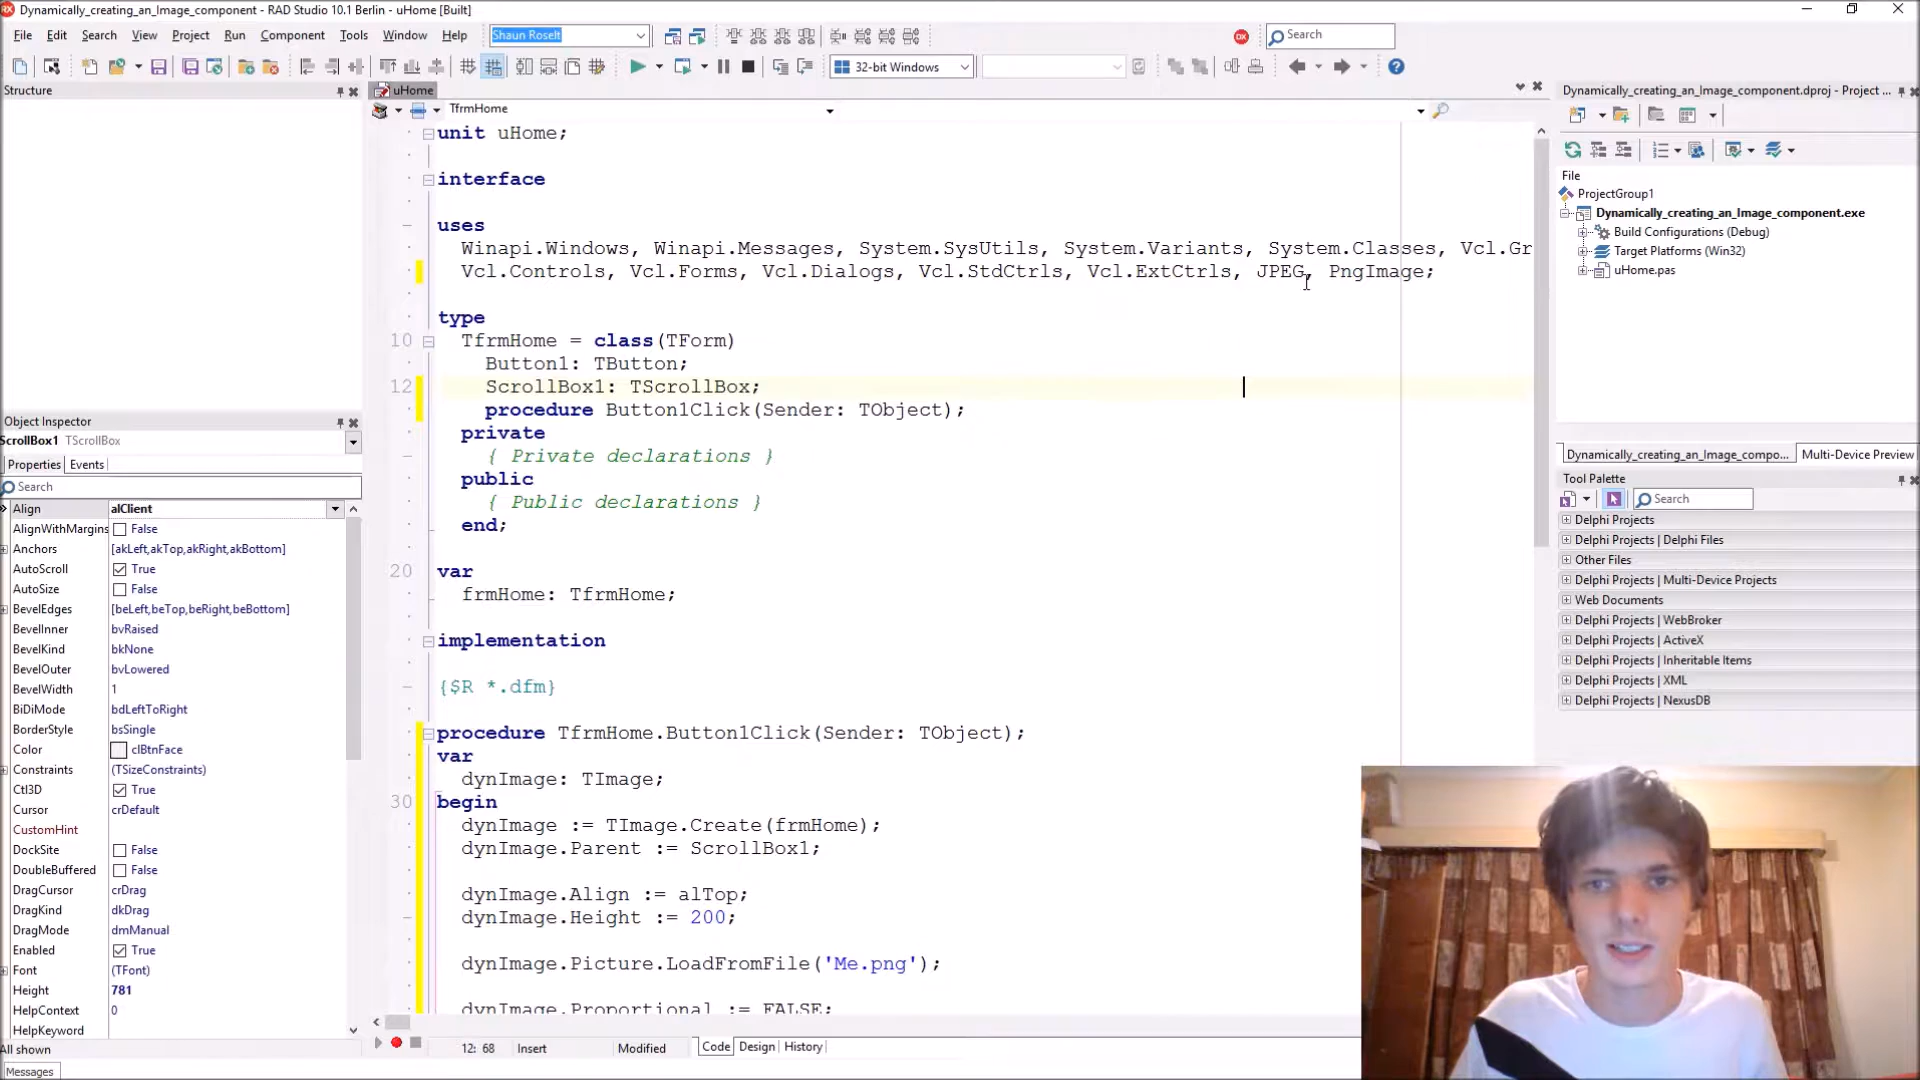 Dynamically_creating_an_Image_component - RAD Studio 10.1 Berlin - uHome [Built]
File Edit Search View Project Run Component Tools Window Help Shaun Roselt Search
32-bit Windows
Structure
uHome
TfrmHome
unit uHome;
interface
uses
Winapi.Windows, Winapi.Messages, System.SysUtils, System.Variants, System.Classes, Vcl.Gr
Vcl.Controls, Vcl.Forms, Vcl.Dialogs, Vcl.StdCtrls, Vcl.ExtCtrls, JPEG, PngImage;
type
10 TfrmHome = class(TForm)
Button1: TButton;
12 ScrollBox1: TScrollBox;
procedure Button1Click(Sender: TObject);
private
{ Private declarations }
public
{ Public declarations }
end;
20 var
frmHome: TfrmHome;
implementation
{$R *.dfm}
procedure TfrmHome.Button1Click(Sender: TObject);
var
dynImage: TImage;
30 begin
dynImage := TImage.Create(frmHome);
dynImage.Parent := ScrollBox1;
dynImage.Align := alTop;
dynImage.Height := 200;
dynImage.Picture.LoadFromFile('Me.png');
dynImage.Proportional := FALSE;
12: 68 Insert Modified Code Design History
Object Inspector
ScrollBox1 TScrollBox
Properties Events
Search
Align alClient
AlignWithMargins False
Anchors [akLeft,akTop,akRight,akBottom]
AutoScroll True
AutoSize False
BevelEdges [beLeft,beTop,beRight,beBottom]
BevelInner bvRaised
BevelKind bkNone
BevelOuter bvLowered
BevelWidth 1
BiDiMode bdLeftToRight
BorderStyle bsSingle
Color clBtnFace
Constraints (TSizeConstraints)
Ctl3D True
Cursor crDefault
CustomHint
DockSite False
DoubleBuffered False
DragCursor crDrag
DragKind dkDrag
DragMode dmManual
Enabled True
Font (TFont)
Height 781
HelpContext 0
HelpKeyword
All shown
Messages
Dynamically_creating_an_Image_component.dproj - Project ...
File
ProjectGroup1
Dynamically_creating_an_Image_component.exe
Build Configurations (Debug)
Target Platforms (Win32)
uHome.pas
Dynamically_creating_an_Image_compo... Multi-Device Preview
Tool Palette
Search
Delphi Projects
Delphi Projects | Delphi Files
Other Files
Delphi Projects | Multi-Device Projects
Web Documents
Delphi Projects | WebBroker
Delphi Projects | ActiveX
Delphi Projects | Inheritable Items
Delphi Projects | XML
Delphi Projects | NexusDB